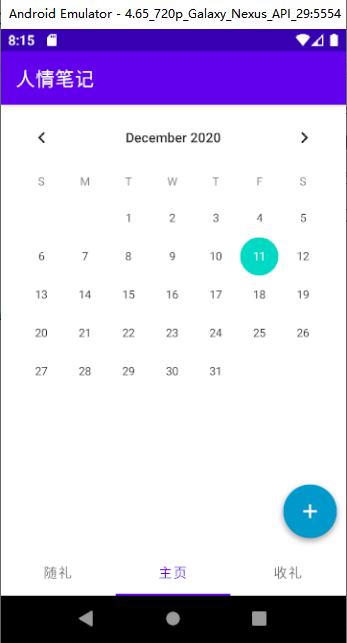 Android Emulator - 4.65_720p_Galaxy_Nexus_API_29:5554
8:15
人情笔记
December 2020
S M T W T F S
1 2 3 4 5
6 7 8 9 10 11 12
13 14 15 16 17 18 19
20 21 22 23 24 25 26
27 28 29 30 31
+
随礼 主页 收礼